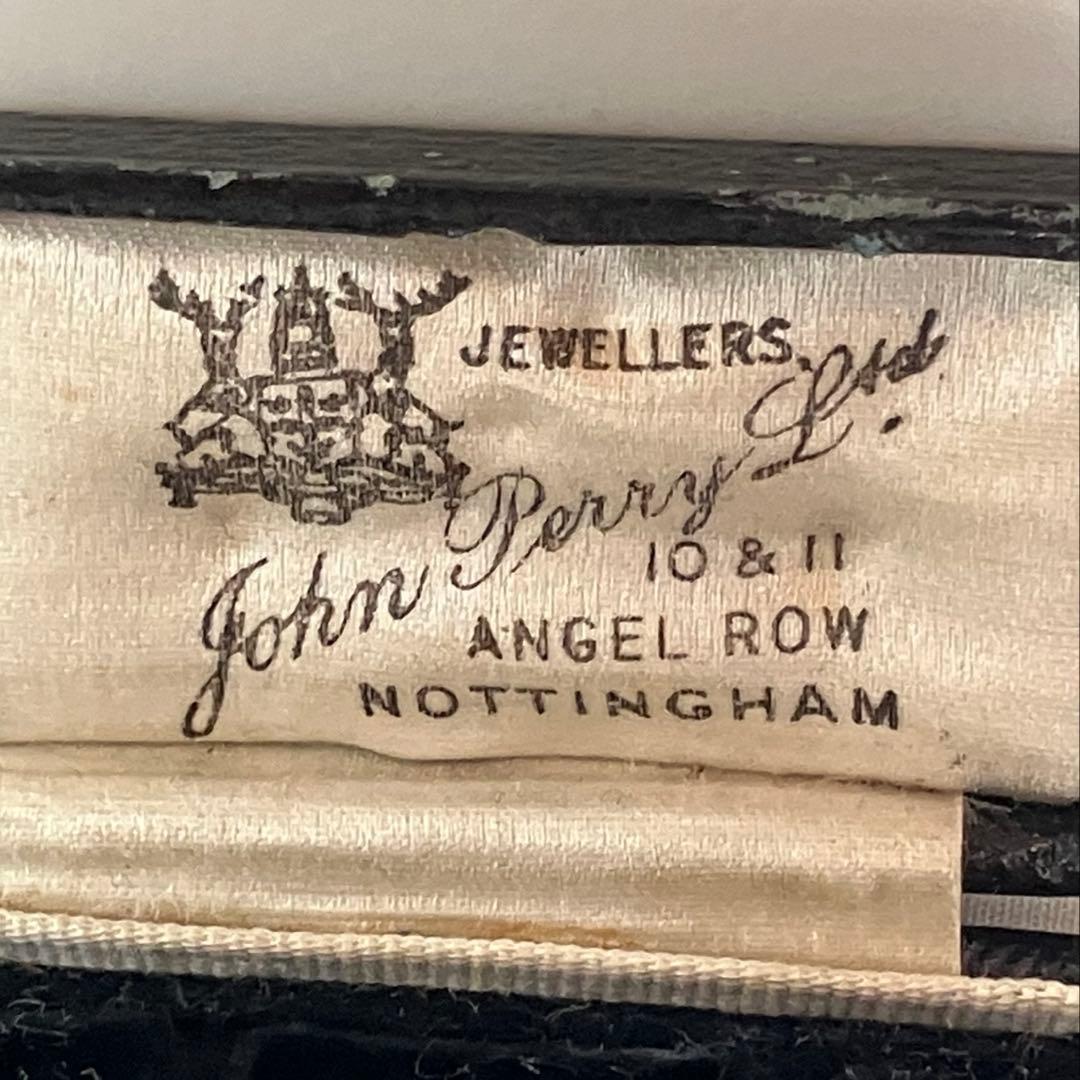 JEWELLERS,
John Perry Ltd.
10 & 11
ANGEL ROW
NOTTINGHAM